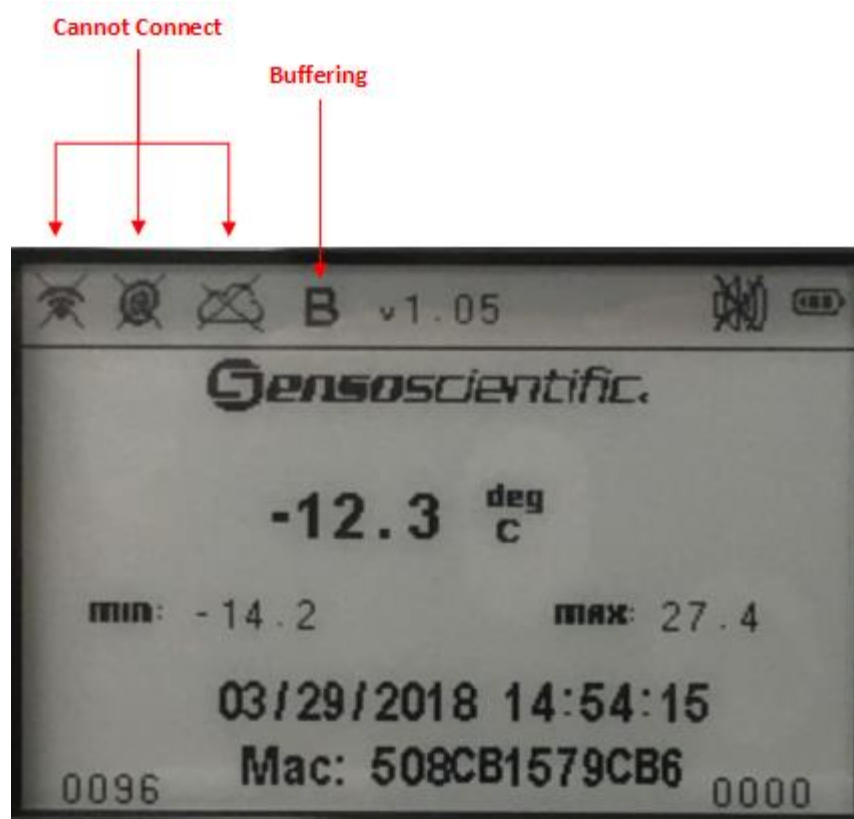 Cannot Connect
Buffering
B v1.05
Sensoscientific.
-12.3 deg C
min: -14.2 max: 27.4
03/29/2018 14:54:15
Mac: 508CB1579CB6
0096 0000